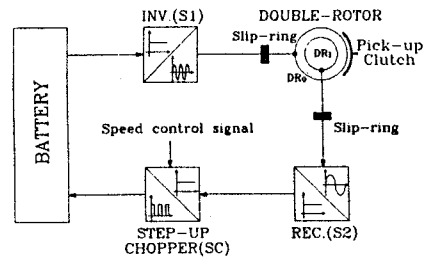 INV.(S1)
DOUBLE-ROTOR
Slip-ring
DRI
DRo
Pick-up
Clutch
BATTERY
Slip-ring
Speed control signal
STEP-UP
CHOPPER(SC)
REC.(S2)